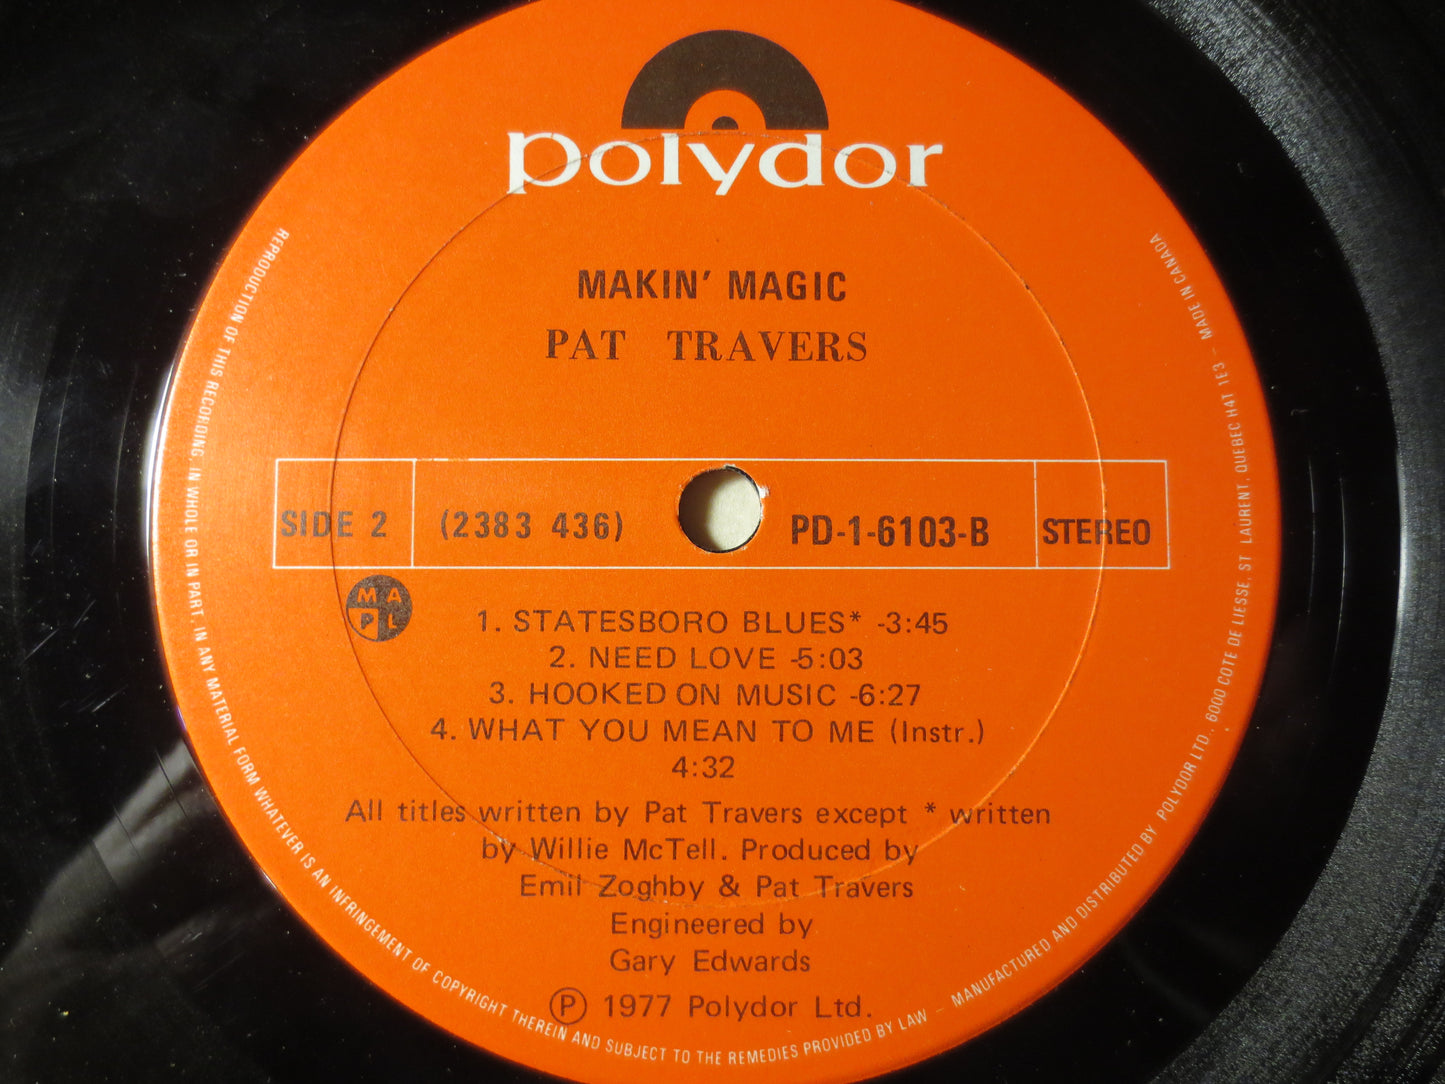 polydor
MAKIN' MAGIC
PAT TRAVERS
SIDE 2 (2383 436) PD-1-6103-B STEREO
MAPL
1. STATESBORO BLUES* -3:45
2. NEED LOVE -5:03
3. HOOKED ON MUSIC -6:27
4. WHAT YOU MEAN TO ME (Instr.)
4:32
All titles written by Pat Travers except * written
by Willie McTell. Produced by
Emil Zoghby & Pat Travers
Engineered by
Gary Edwards
Ⓟ 1977 Polydor Ltd.
REPRODUCTION OF THIS RECORDING, IN WHOLE OR IN PART, IN ANY MATERIAL FORM WHATEVER IS AN INFRINGEMENT OF COPYRIGHT THEREIN AND SUBJECT TO THE REMEDIES PROVIDED BY LAW – MANUFACTURED AND DISTRIBUTED BY POLYDOR LTD., 6000 COTE DE LIESSE, ST LAURENT, QUEBEC H4T 1E3 – MADE IN CANADA